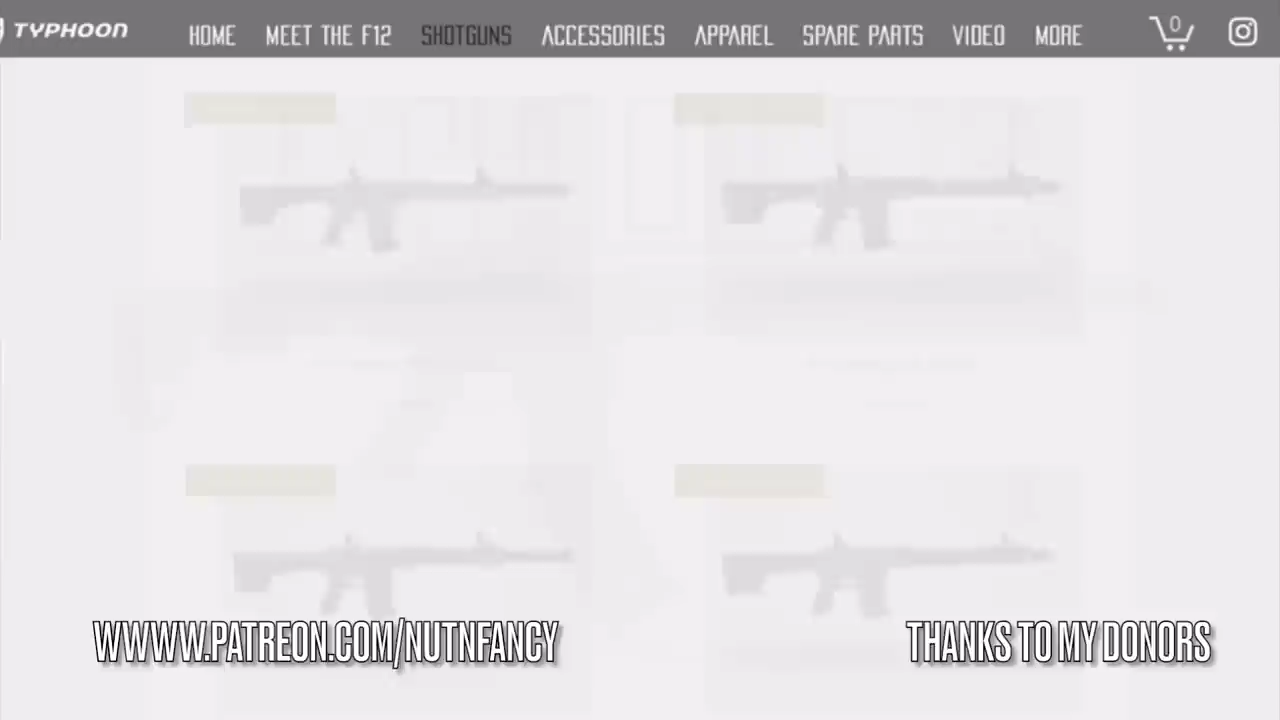 TYPHOON HOME MEET THE F12 SHOTGUNS ACCESSORIES APPAREL SPARE PARTS VIDEO MORE 0
WWWW.PATREON.COM/NUTNFANCY THANKS TO MY DONORS